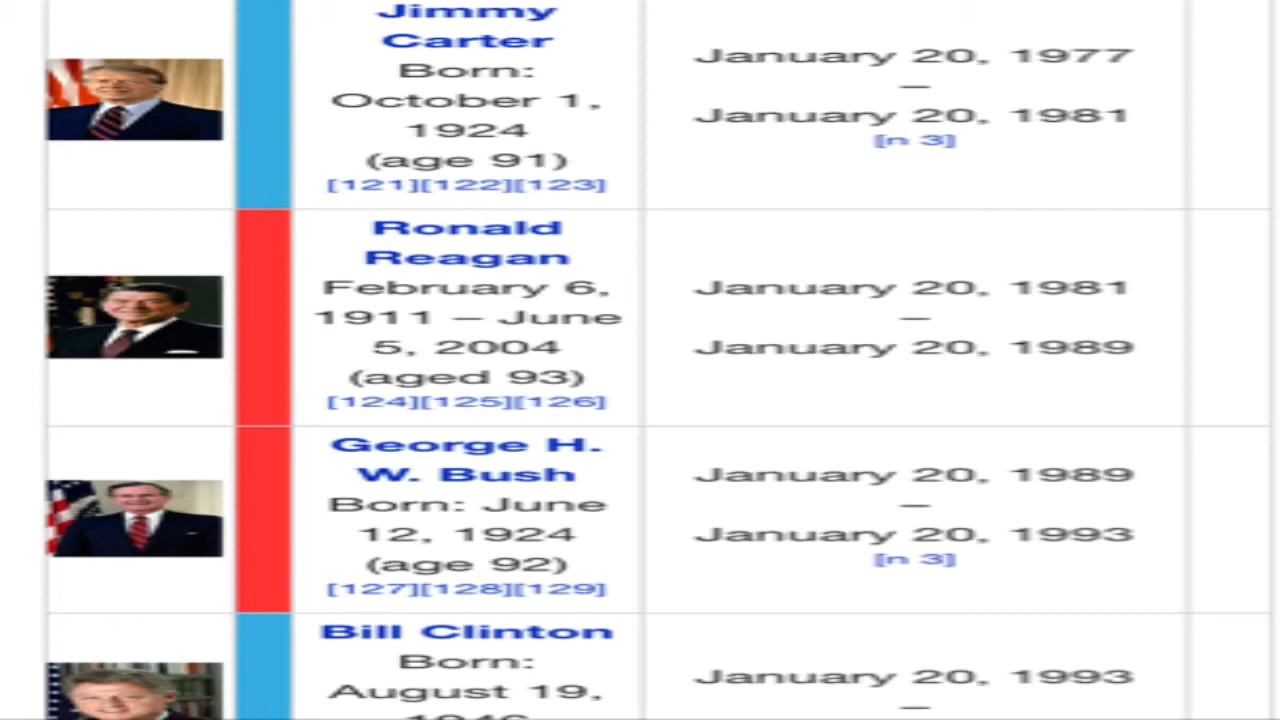 Jimmy
Carter
Born:
October 1,
1924
(age 91)
[121][122][123]
January 20, 1977
–
January 20, 1981
[n 3]
Ronald
Reagan
February 6,
1911 – June
5, 2004
(aged 93)
[124][125][126]
January 20, 1981
–
January 20, 1989
George H.
W. Bush
Born: June
12, 1924
(age 92)
[127][128][129]
January 20, 1989
–
January 20, 1993
[n 3]
Bill Clinton
Born:
August 19,
January 20, 1993
–